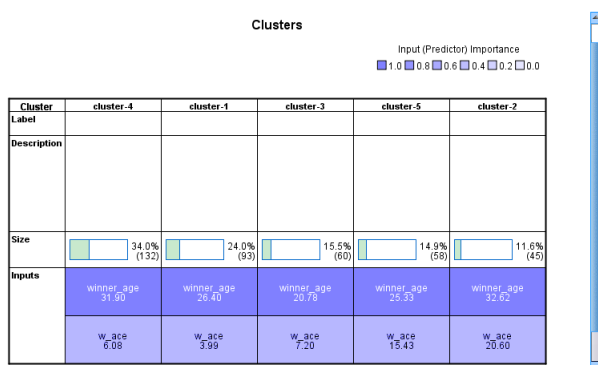 Clusters
Input (Predictor) Importance
1.0 0.8 0.6 0.4 0.2 0.0
Cluster cluster-4 cluster-1 cluster-3 cluster-5 cluster-2
Label
Description
Size 34.0% 24.0% 15.5% 14.9% 11.6%
(132) (93) (60) (58) (45)
Inputs
winner_age winner_age winner_age winner_age winner_age
31.90 26.40 20.78 25.33 32.62
w_ace w_ace w_ace w_ace w_ace
6.08 3.99 7.20 15.43 20.60